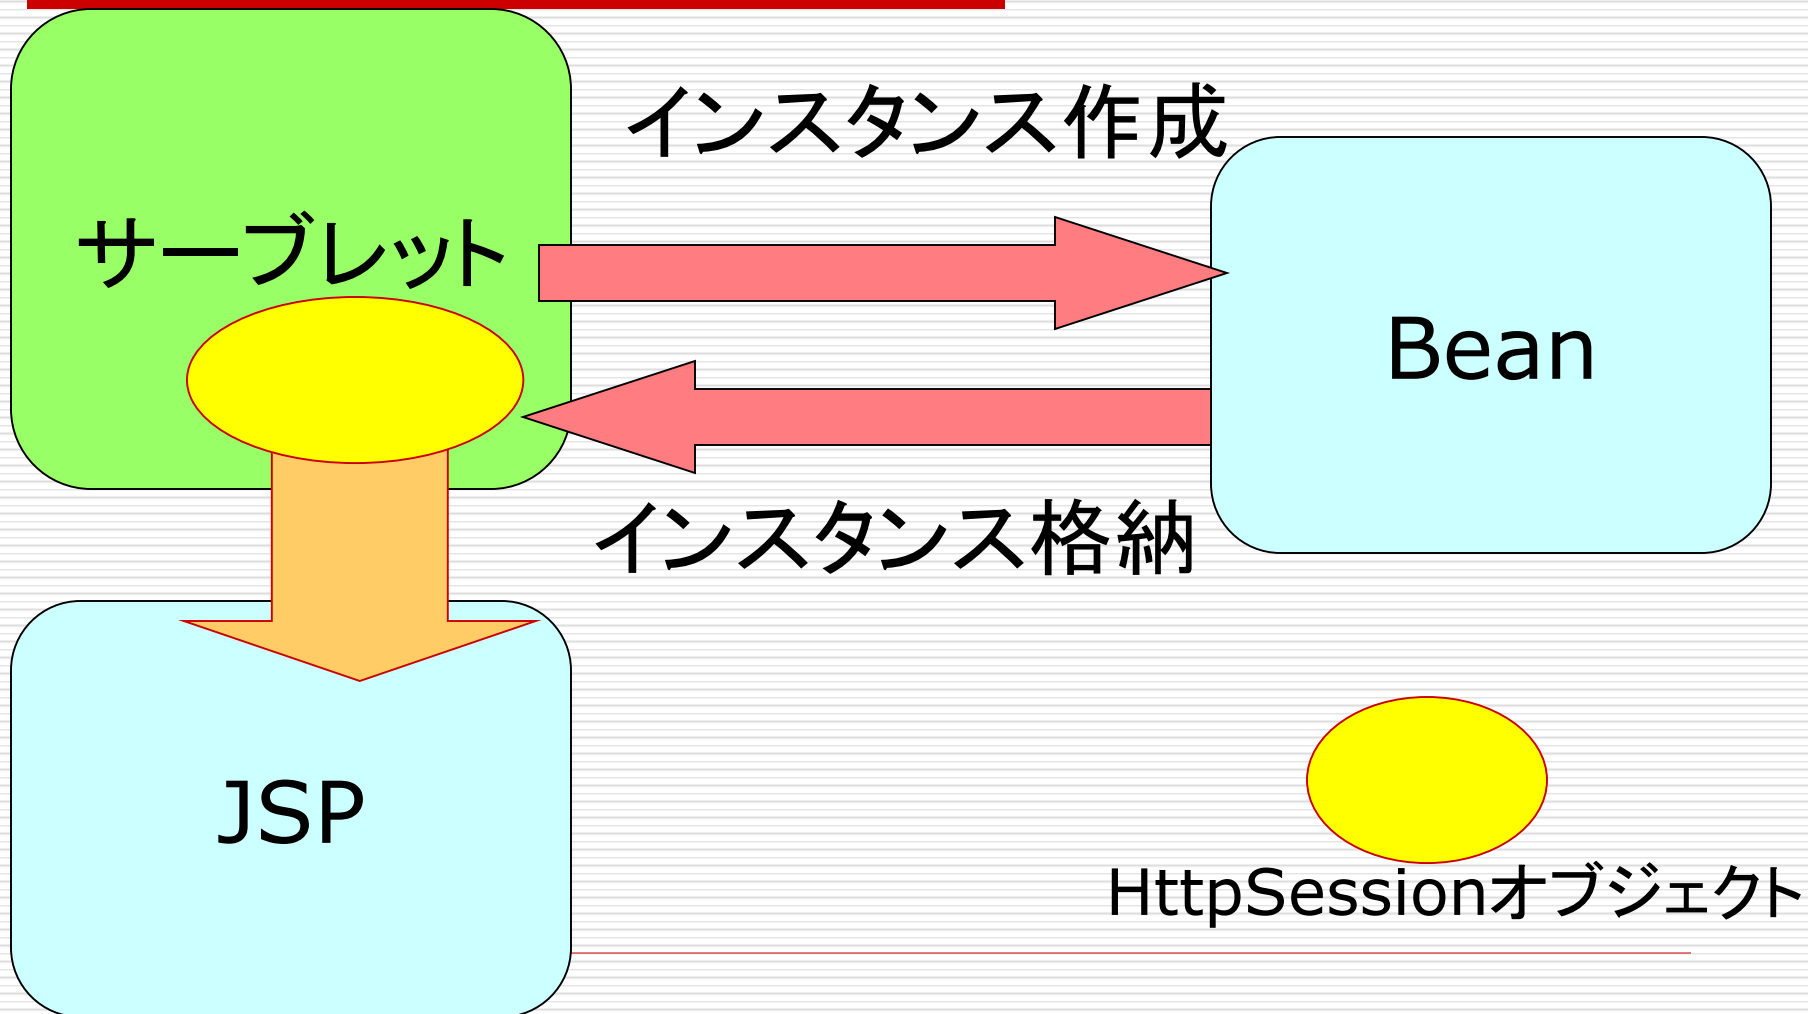 インスタンス作成
サーブレット
Bean
インスタンス格納
JSP
HttpSessionオブジェクト